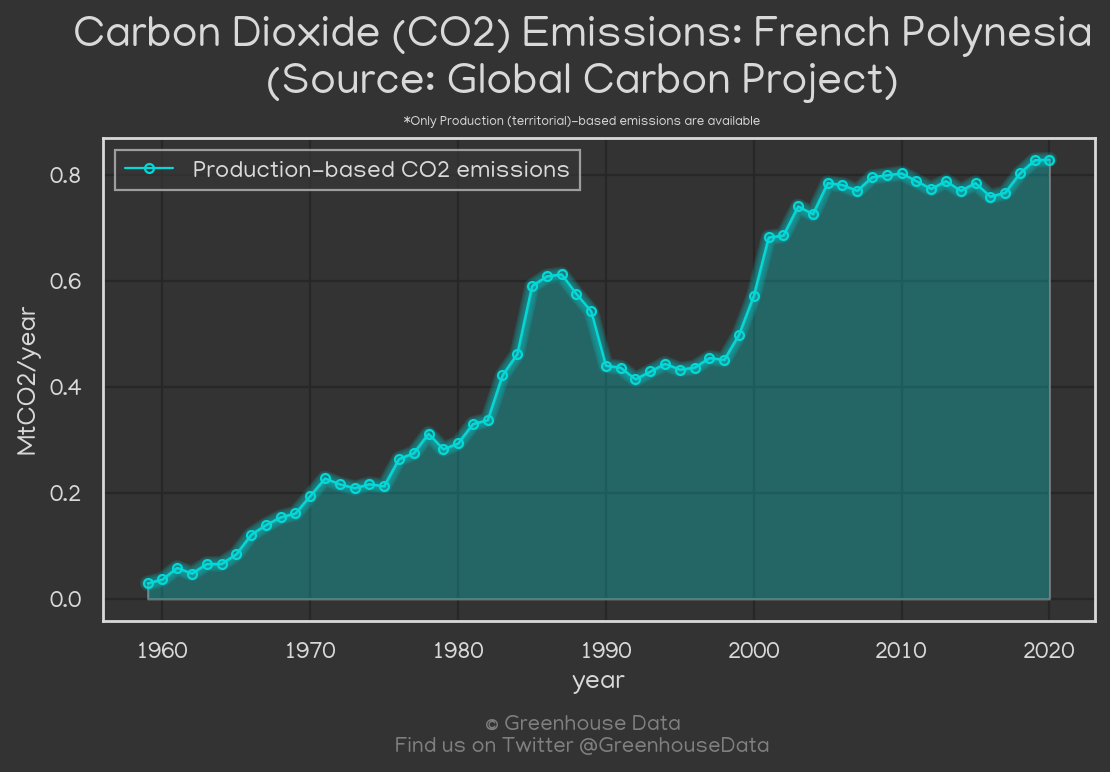 Carbon Dioxide (CO2) Emissions: French Polynesia
(Source: Global Carbon Project)
*Only Production (territorial)-based emissions are available
Production-based CO2 emissions
MtCO2/year
0.8
0.6
0.4
0.2
0.0
1960 1970 1980 1990 2000 2010 2020
year
© Greenhouse Data
Find us on Twitter @GreenhouseData